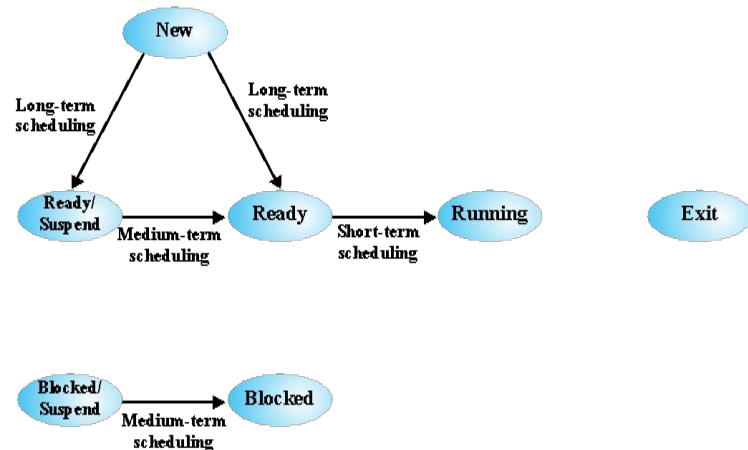 New
Long-term
scheduling
Long-term
scheduling
Ready/
Suspend
Ready
Running
Exit
Medium-term
scheduling
Short-term
scheduling
Blocked/
Suspend
Blocked
Medium-term
scheduling